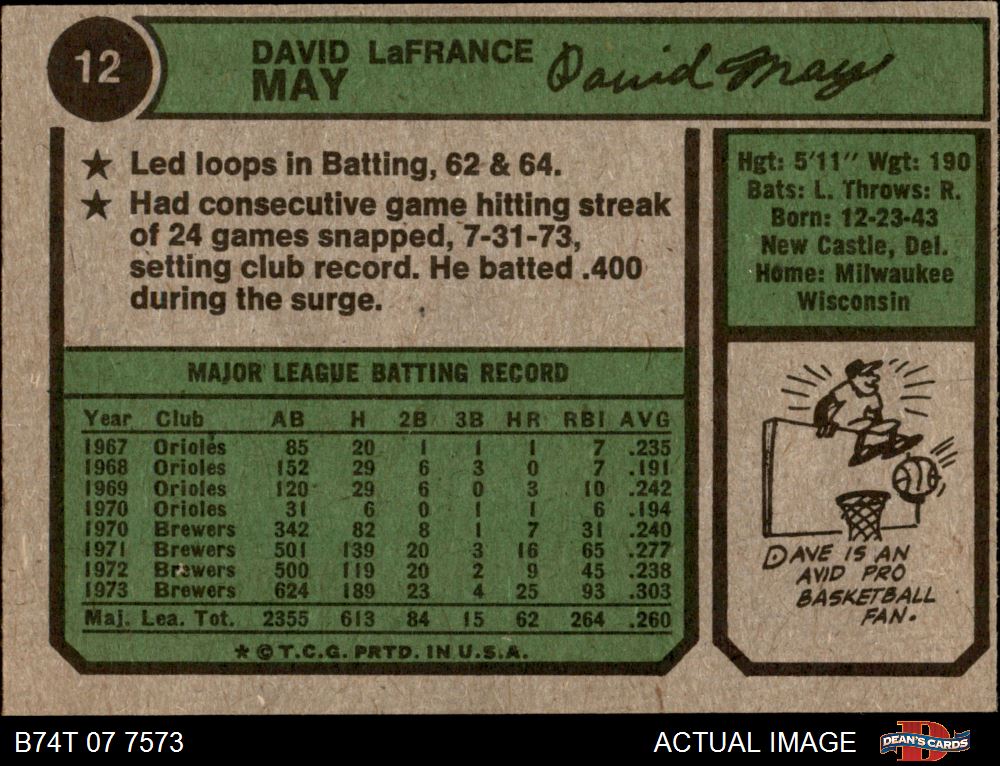 12
DAVID LaFRANCE
MAY
David May
★ Led loops in Batting, 62 & 64.
★ Had consecutive game hitting streak
of 24 games snapped, 7-31-73,
setting club record. He batted .400
during the surge.
Hgt: 5'11" Wgt: 190
Bats: L. Throws: R.
Born: 12-23-43
New Castle, Del.
Home: Milwaukee
Wisconsin
MAJOR LEAGUE BATTING RECORD
Year Club AB H 2B 3B HR RBI AVG
1967 Orioles 85 20 1 1 1 7 .235
1968 Orioles 152 29 6 3 0 7 .191
1969 Orioles 120 29 6 0 3 10 .242
1970 Orioles 31 6 0 1 1 6 .194
1970 Brewers 342 82 8 1 7 31 .240
1971 Brewers 501 139 20 3 16 65 .277
1972 Brewers 500 119 20 2 9 45 .238
1973 Brewers 624 189 23 4 25 93 .303
Maj. Lea. Tot. 2355 613 84 15 62 264 .260
* © T.C.G. PRTD. IN U.S.A.
DAVE IS AN
AVID PRO
BASKETBALL
FAN.
B74T 07 7573
ACTUAL IMAGE
D
DEAN'S CARDS